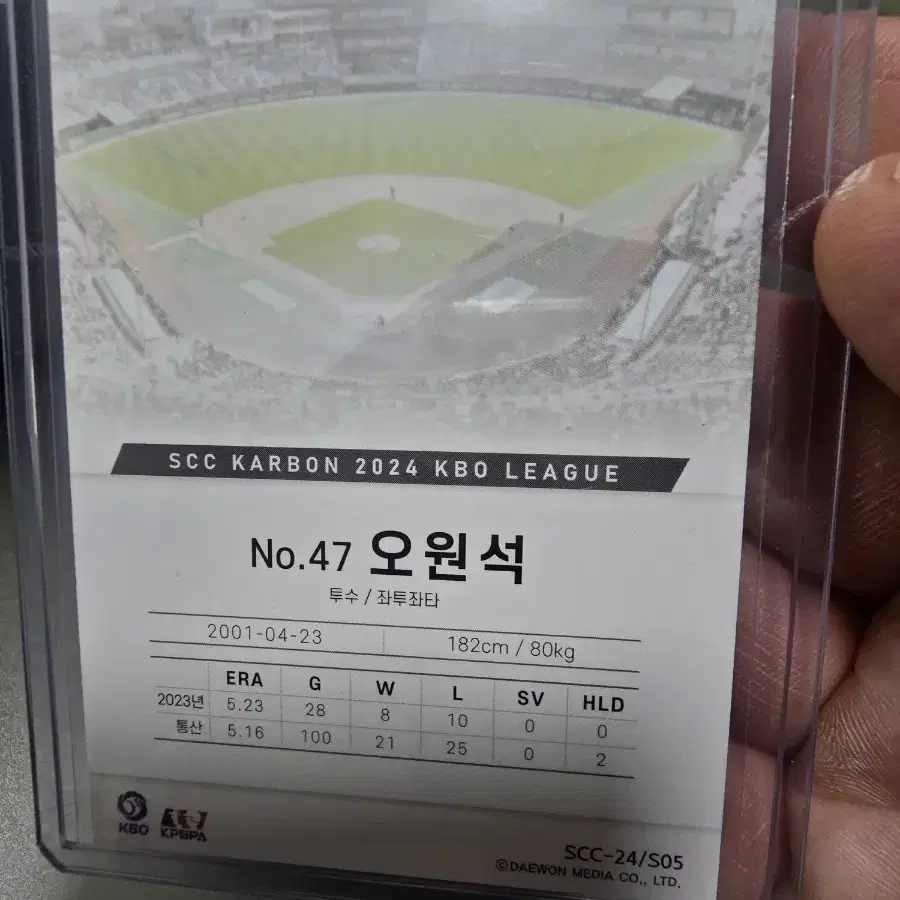 SCC KARBON 2024 KBO LEAGUE
No.47 오원석
투수 / 좌투좌타
2001-04-23 182cm / 80kg
ERA G W L SV HLD
2023년 5.23 28 8 10 0 0
통산 5.16 100 21 25 0 2
KBO KPBPA
SCC-24/S05
©DAEWON MEDIA CO., LTD.